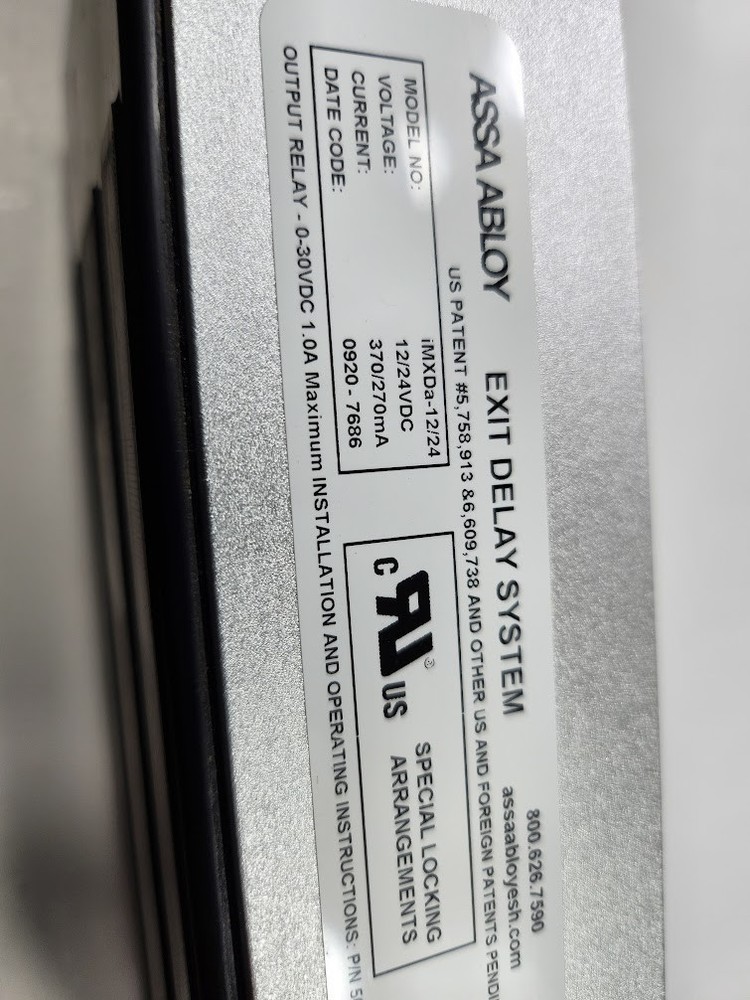 ASSA ABLOY EXIT DELAY SYSTEM
800.626.7590
assaabloyesh.com
US PATENT #5,758,913 &6,609,738 AND OTHER US AND FOREIGN PATENTS PENDI
MODEL NO: iMXDa-12/24
VOLTAGE: 12/24VDC
CURRENT: 370/270mA
DATE CODE: 0920 - 7686
C RU ® US
SPECIAL LOCKING
ARRANGEMENTS
OUTPUT RELAY - 0-30VDC 1.0A Maximum INSTALLATION AND OPERATING INSTRUCTIONS: P/N 5